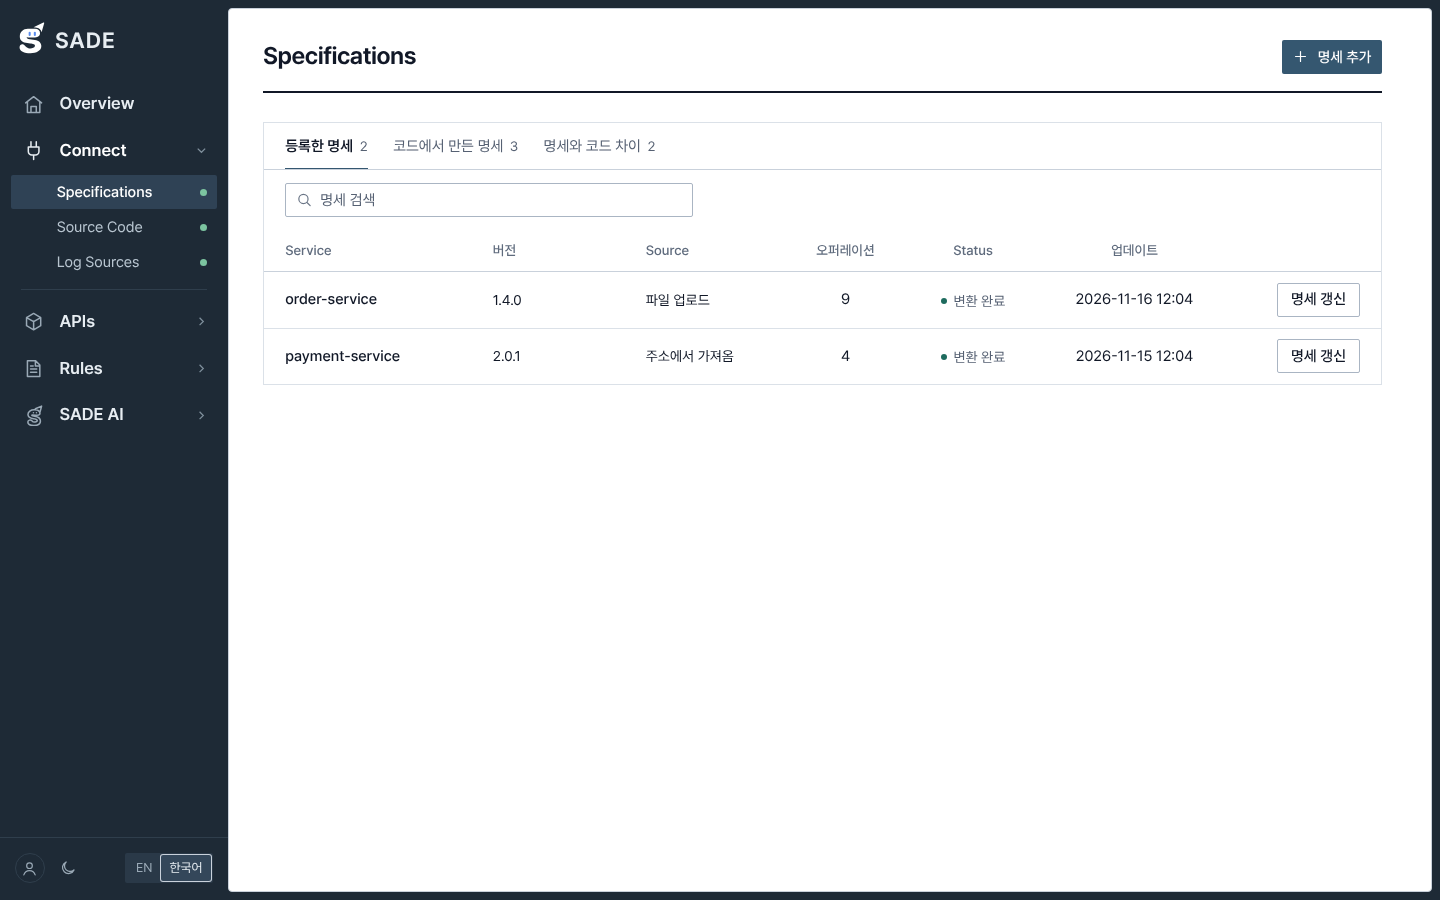 SADE
Overview
Connect
Specifications
Source Code
Log Sources
APIs
Rules
SADE AI
EN 한국어
Specifications
명세 추가
등록한 명세 2 코드에서 만든 명세 3 명세와 코드 차이 2
명세 검색
Service 버전 Source 오퍼레이션 Status 업데이트
order-service 1.4.0 파일 업로드 9 변환 완료 2026-11-16 12:04 명세 갱신
payment-service 2.0.1 주소에서 가져옴 4 변환 완료 2026-11-15 12:04 명세 갱신